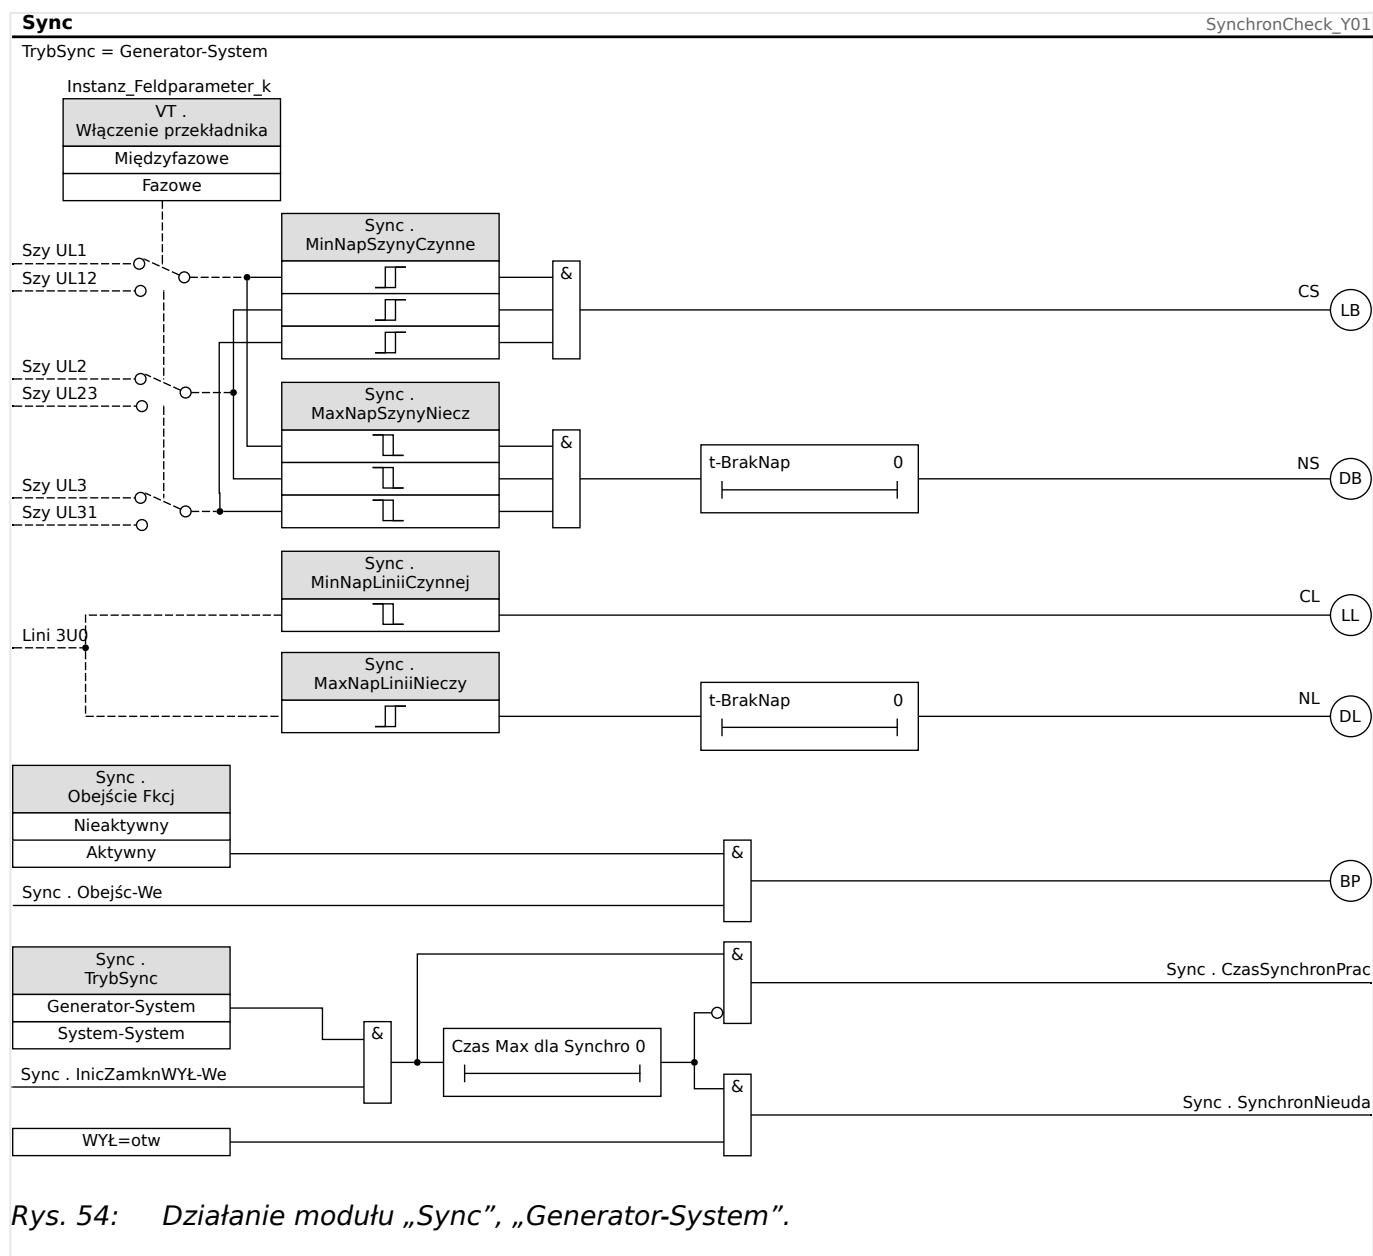 Sync
SynchronCheck_Y01
TrybSync = Generator-System
Instanz_Feldparameter_k
VT .
Włączenie przekładnika
Międzyfazowe
Fazowe
Szy UL1
Szy UL12
Sync .
MinNapSzynyCzynne
&
CS
LB
Szy UL2
Szy UL23
Sync .
MaxNapSzynyNiecz
&
t-BrakNap 0
NS
DB
Szy UL3
Szy UL31
Sync .
MinNapLiniiCzynnej
CL
LL
Lini 3U0
Sync .
MaxNapLiniiNieczy
t-BrakNap 0
NL
DL
Sync .
Obejście Fkcj
Nieaktywny
Aktywny
&
Sync . Obejśc-We
BP
Sync .
TrybSync
Generator-System
System-System
&
Sync . CzasSynchronPrac
&
Czas Max dla Synchro 0
Sync . InicZamknWYŁ-We
&
Sync . SynchronNieuda
WYŁ=otw
Rys. 54: Działanie modułu „Sync”, „Generator-System”.